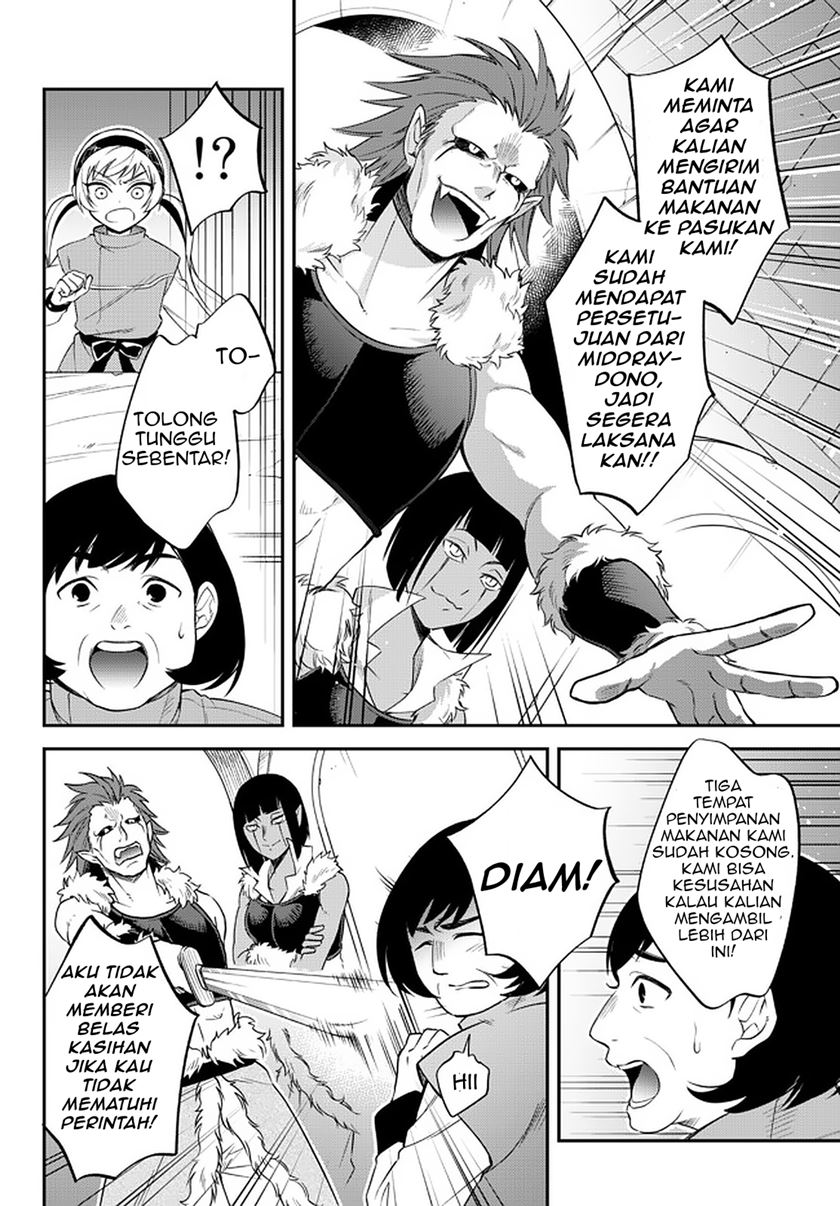 KAMI
MEMINTA
AGAR
KALIAN
MENGIRIM
BANTUAN
MAKANAN
KE PASUKAN
KAMI!
KAMI
SUDAH
MENDAPAT
PERSETU-
JUAN DARI
MIDDRAY-
DONO,
JADI
SEGERA
LAKSANA
KAN!!
!?
TO-
TOLONG
TUNGGU
SEBENTAR!
TIGA
TEMPAT
PENYIMPANAN
MAKANAN KAMI
SUDAH KOSONG.
KAMI BISA
KESUSAHAN
KALAU KALIAN
MENGAMBIL
LEBIH DARI
INI!
DIAM!
HII
AKU TIDAK
AKAN
MEMBERI
BELAS
KASIHAN
JIKA KAU
TIDAK
MEMATUHI
PERINTAH!